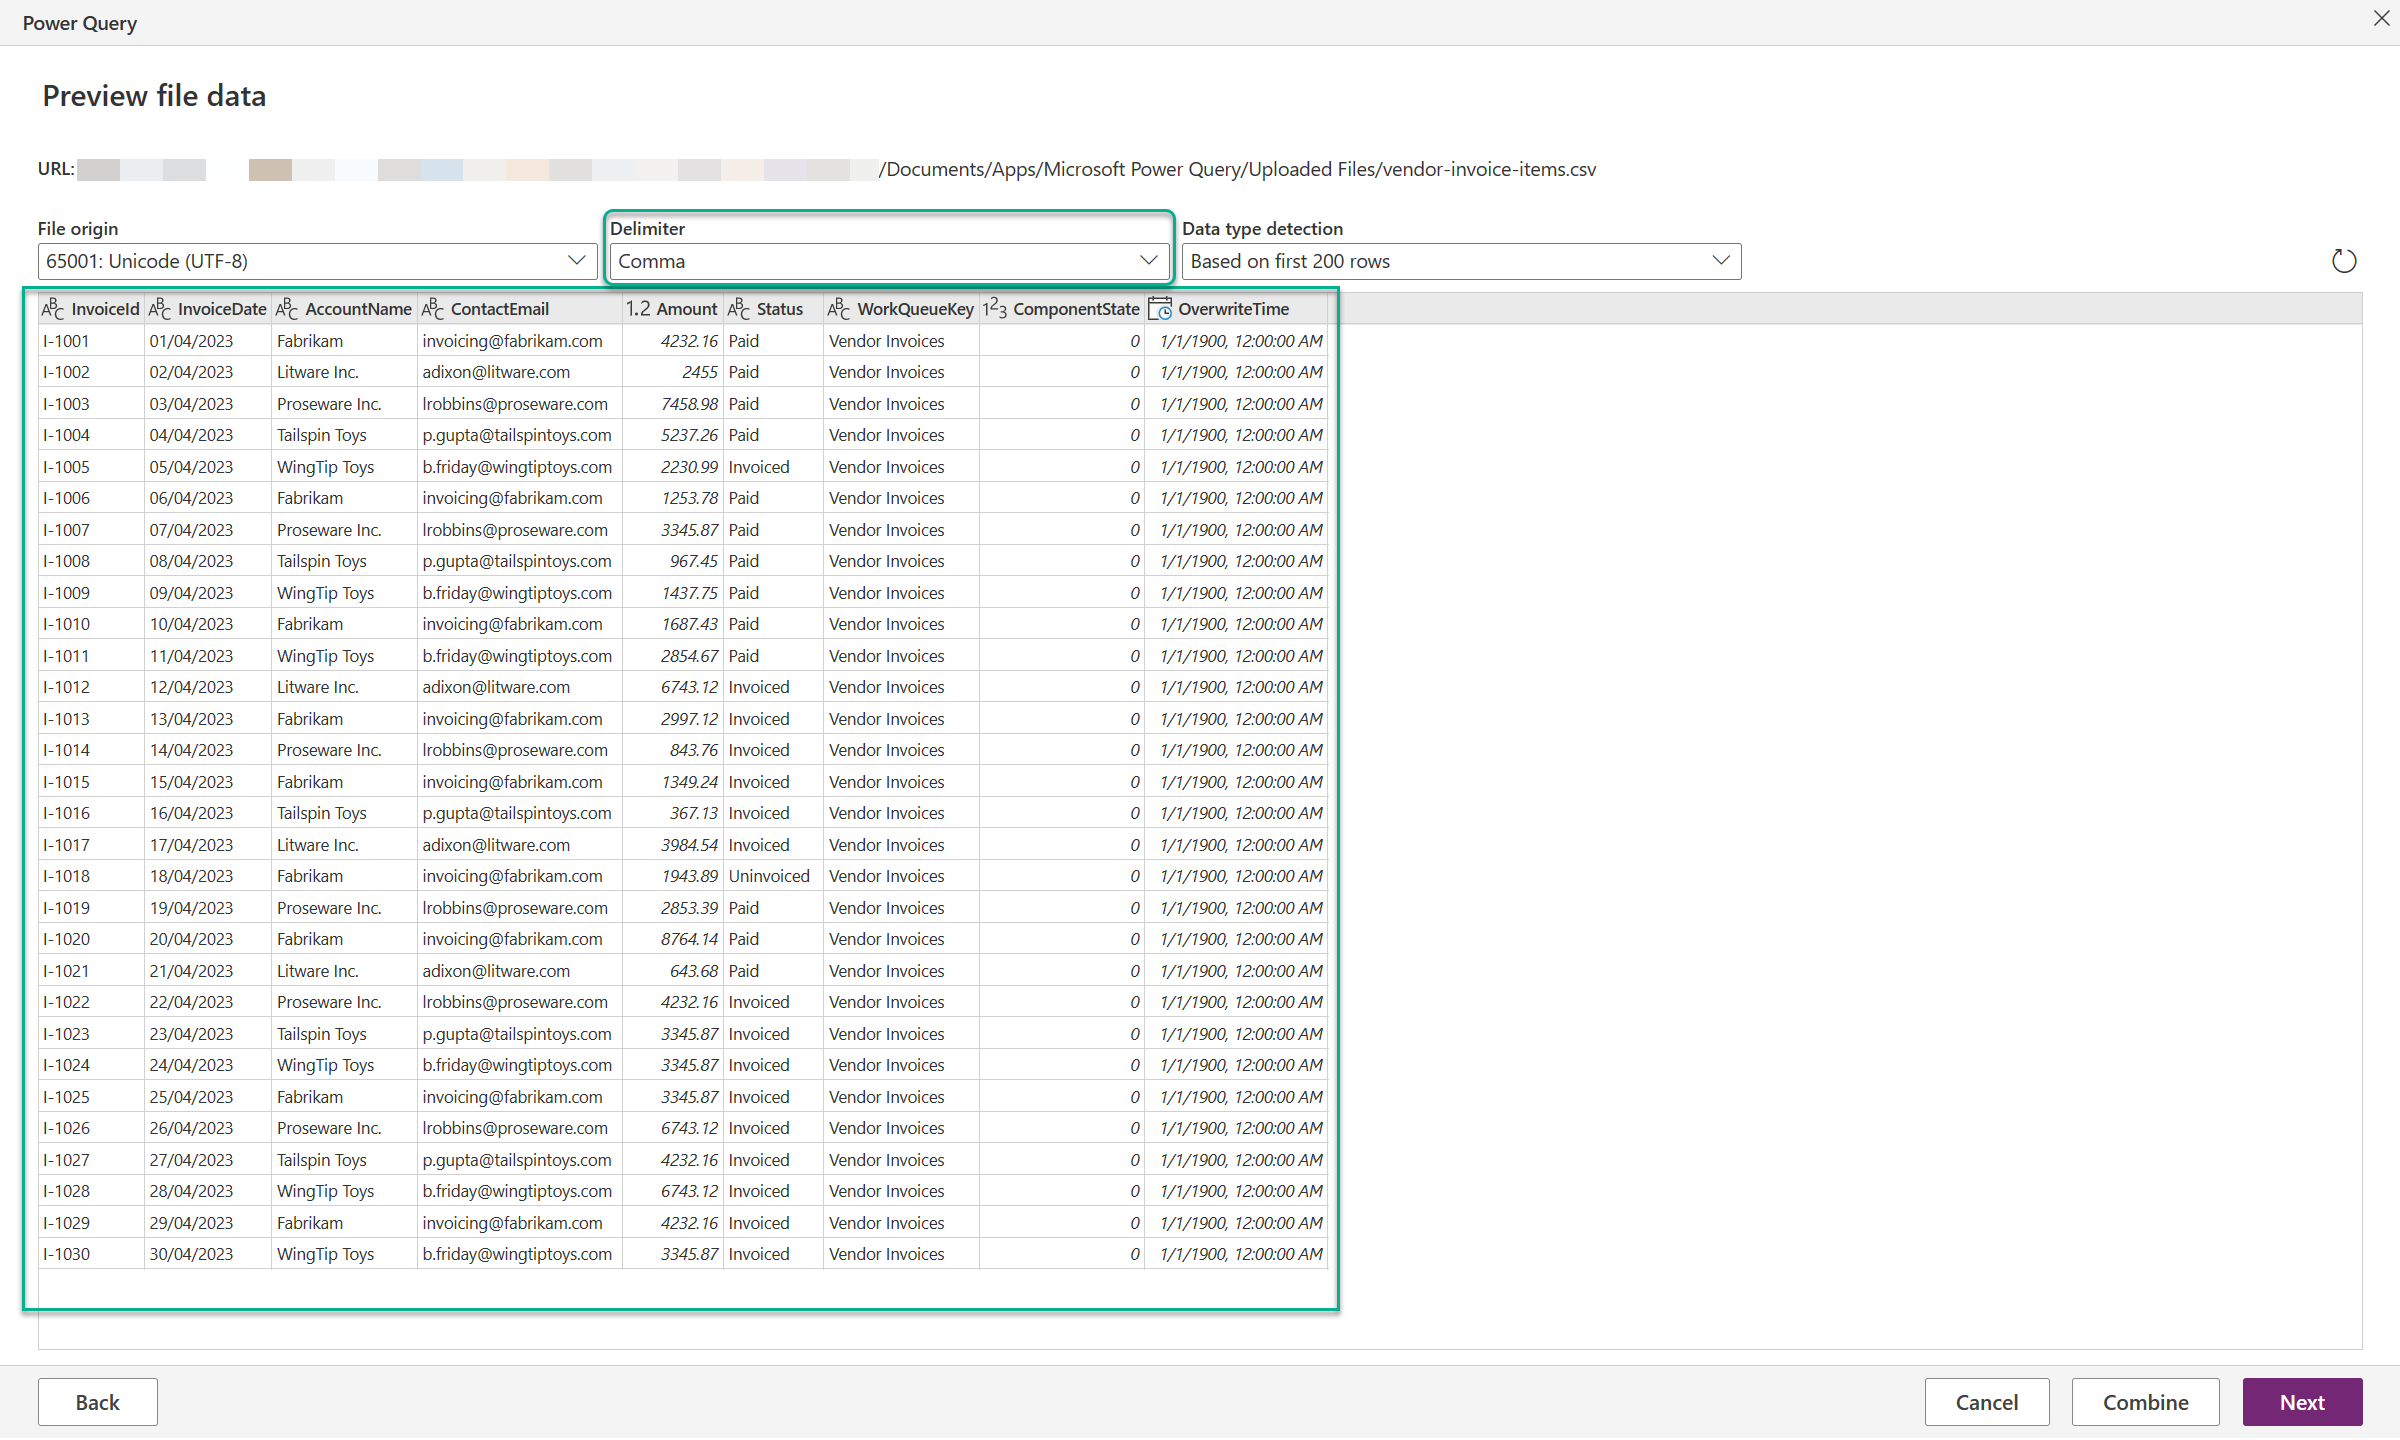 Power Query
Preview file data
URL: /Documents/Apps/Microsoft Power Query/Uploaded Files/vendor-invoice-items.csv
File origin Delimiter Data type detection
65001: Unicode (UTF-8) Comma Based on first 200 rows
ABC InvoiceId ABC InvoiceDate ABC AccountName ABC ContactEmail 1.2 Amount ABC Status ABC WorkQueueKey 123 ComponentState OverwriteTime
I-1001 01/04/2023 Fabrikam invoicing@fabrikam.com 4232.16 Paid Vendor Invoices 0 1/1/1900, 12:00:00 AM
I-1002 02/04/2023 Litware Inc. adixon@litware.com 2455 Paid Vendor Invoices 0 1/1/1900, 12:00:00 AM
I-1003 03/04/2023 Proseware Inc. lrobbins@proseware.com 7458.98 Paid Vendor Invoices 0 1/1/1900, 12:00:00 AM
I-1004 04/04/2023 Tailspin Toys p.gupta@tailspintoys.com 5237.26 Paid Vendor Invoices 0 1/1/1900, 12:00:00 AM
I-1005 05/04/2023 WingTip Toys b.friday@wingtiptoys.com 2230.99 Invoiced Vendor Invoices 0 1/1/1900, 12:00:00 AM
I-1006 06/04/2023 Fabrikam invoicing@fabrikam.com 1253.78 Paid Vendor Invoices 0 1/1/1900, 12:00:00 AM
I-1007 07/04/2023 Proseware Inc. lrobbins@proseware.com 3345.87 Paid Vendor Invoices 0 1/1/1900, 12:00:00 AM
I-1008 08/04/2023 Tailspin Toys p.gupta@tailspintoys.com 967.45 Paid Vendor Invoices 0 1/1/1900, 12:00:00 AM
I-1009 09/04/2023 WingTip Toys b.friday@wingtiptoys.com 1437.75 Paid Vendor Invoices 0 1/1/1900, 12:00:00 AM
I-1010 10/04/2023 Fabrikam invoicing@fabrikam.com 1687.43 Paid Vendor Invoices 0 1/1/1900, 12:00:00 AM
I-1011 11/04/2023 WingTip Toys b.friday@wingtiptoys.com 2854.67 Paid Vendor Invoices 0 1/1/1900, 12:00:00 AM
I-1012 12/04/2023 Litware Inc. adixon@litware.com 6743.12 Invoiced Vendor Invoices 0 1/1/1900, 12:00:00 AM
I-1013 13/04/2023 Fabrikam invoicing@fabrikam.com 2997.12 Invoiced Vendor Invoices 0 1/1/1900, 12:00:00 AM
I-1014 14/04/2023 Proseware Inc. lrobbins@proseware.com 843.76 Invoiced Vendor Invoices 0 1/1/1900, 12:00:00 AM
I-1015 15/04/2023 Fabrikam invoicing@fabrikam.com 1349.24 Invoiced Vendor Invoices 0 1/1/1900, 12:00:00 AM
I-1016 16/04/2023 Tailspin Toys p.gupta@tailspintoys.com 367.13 Invoiced Vendor Invoices 0 1/1/1900, 12:00:00 AM
I-1017 17/04/2023 Litware Inc. adixon@litware.com 3984.54 Invoiced Vendor Invoices 0 1/1/1900, 12:00:00 AM
I-1018 18/04/2023 Fabrikam invoicing@fabrikam.com 1943.89 Uninvoiced Vendor Invoices 0 1/1/1900, 12:00:00 AM
I-1019 19/04/2023 Proseware Inc. lrobbins@proseware.com 2853.39 Paid Vendor Invoices 0 1/1/1900, 12:00:00 AM
I-1020 20/04/2023 Fabrikam invoicing@fabrikam.com 8764.14 Paid Vendor Invoices 0 1/1/1900, 12:00:00 AM
I-1021 21/04/2023 Litware Inc. adixon@litware.com 643.68 Paid Vendor Invoices 0 1/1/1900, 12:00:00 AM
I-1022 22/04/2023 Proseware Inc. lrobbins@proseware.com 4232.16 Invoiced Vendor Invoices 0 1/1/1900, 12:00:00 AM
I-1023 23/04/2023 Tailspin Toys p.gupta@tailspintoys.com 3345.87 Invoiced Vendor Invoices 0 1/1/1900, 12:00:00 AM
I-1024 24/04/2023 WingTip Toys b.friday@wingtiptoys.com 3345.87 Invoiced Vendor Invoices 0 1/1/1900, 12:00:00 AM
I-1025 25/04/2023 Fabrikam invoicing@fabrikam.com 3345.87 Invoiced Vendor Invoices 0 1/1/1900, 12:00:00 AM
I-1026 26/04/2023 Proseware Inc. lrobbins@proseware.com 6743.12 Invoiced Vendor Invoices 0 1/1/1900, 12:00:00 AM
I-1027 27/04/2023 Tailspin Toys p.gupta@tailspintoys.com 4232.16 Invoiced Vendor Invoices 0 1/1/1900, 12:00:00 AM
I-1028 28/04/2023 WingTip Toys b.friday@wingtiptoys.com 6743.12 Invoiced Vendor Invoices 0 1/1/1900, 12:00:00 AM
I-1029 29/04/2023 Fabrikam invoicing@fabrikam.com 4232.16 Invoiced Vendor Invoices 0 1/1/1900, 12:00:00 AM
I-1030 30/04/2023 WingTip Toys b.friday@wingtiptoys.com 3345.87 Invoiced Vendor Invoices 0 1/1/1900, 12:00:00 AM
Back Cancel Combine Next